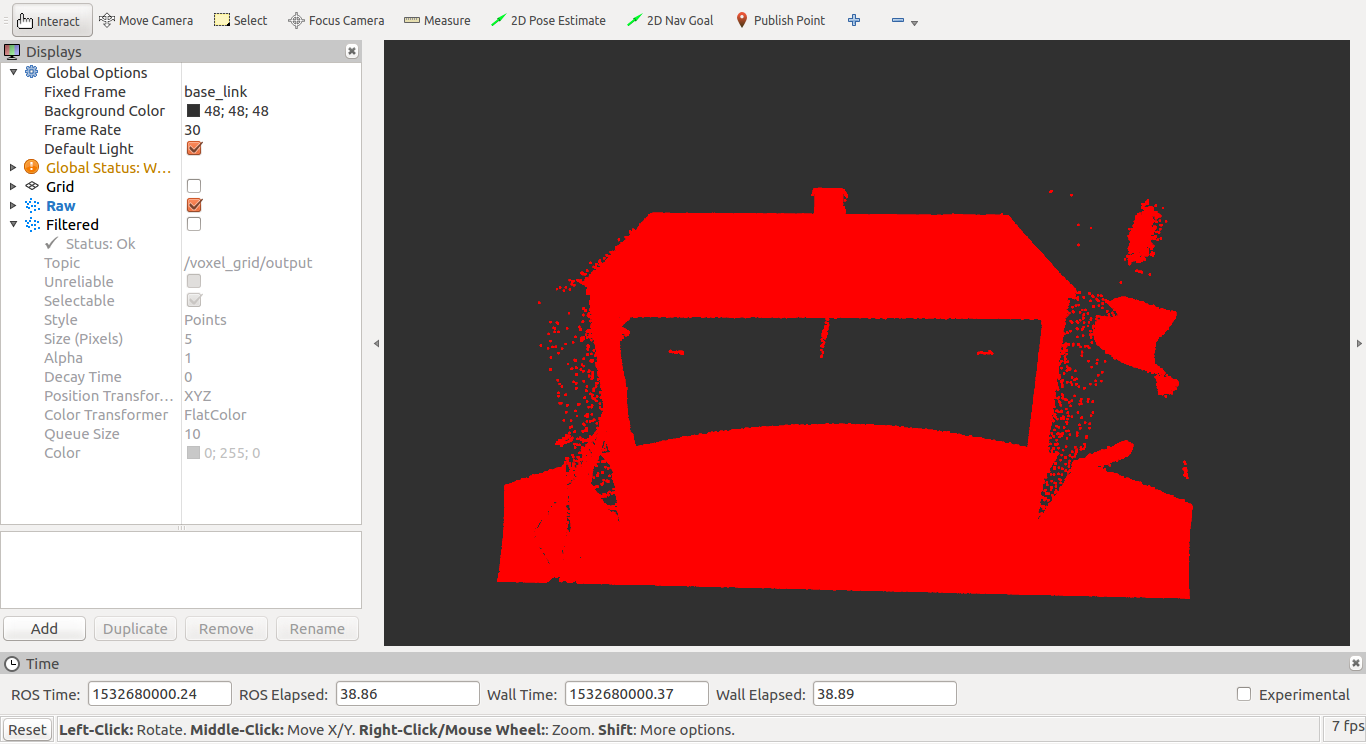 Interact Move Camera Select Focus Camera Measure 2D Pose Estimate 2D Nav Goal Publish Point
Displays
Global Options
Fixed Frame base_link
Background Color 48; 48; 48
Frame Rate 30
Default Light
Global Status: W...
Grid
Raw
Filtered
Status: Ok
Topic /voxel_grid/output
Unreliable
Selectable
Style Points
Size (Pixels) 5
Alpha 1
Decay Time 0
Position Transfor... XYZ
Color Transformer FlatColor
Queue Size 10
Color 0; 255; 0
Add Duplicate Remove Rename
Time
ROS Time: 1532680000.24 ROS Elapsed: 38.86 Wall Time: 1532680000.37 Wall Elapsed: 38.89 Experimental
Reset Left-Click: Rotate. Middle-Click: Move X/Y. Right-Click/Mouse Wheel:: Zoom. Shift: More options. 7 fps